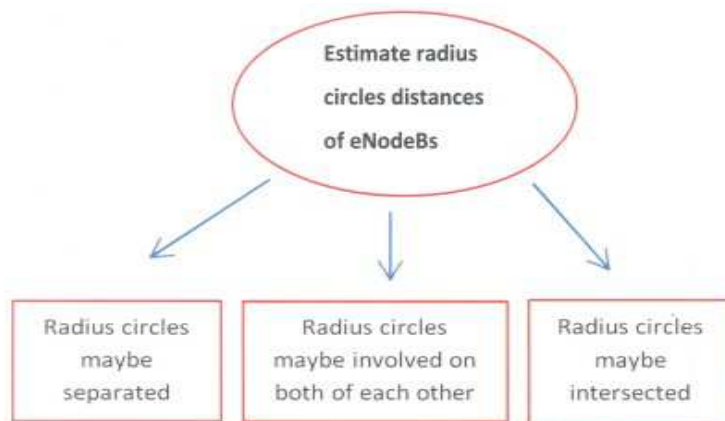 Estimate radius
circles distances
of eNodeBs
Radius circles
maybe
separated
Radius circles
maybe involved on
both of each other
Radius circles
maybe
intersected